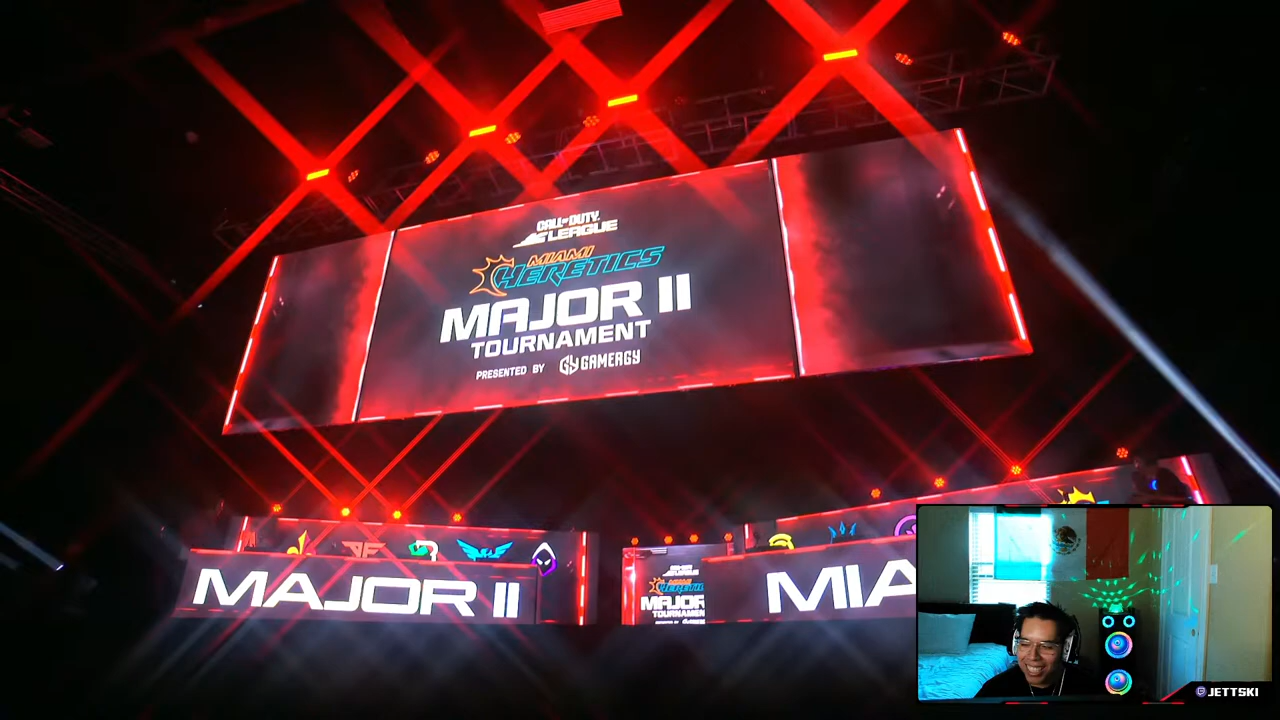 CALL OF DUTY
LEAGUE
MIAMI
HERETICS
MAJOR II
TOURNAMENT
PRESENTED BY GAMERGY
MAJOR II
MIAMI
HERETICS
MAJOR
TOURNAMENT
MIA
JETTSKI